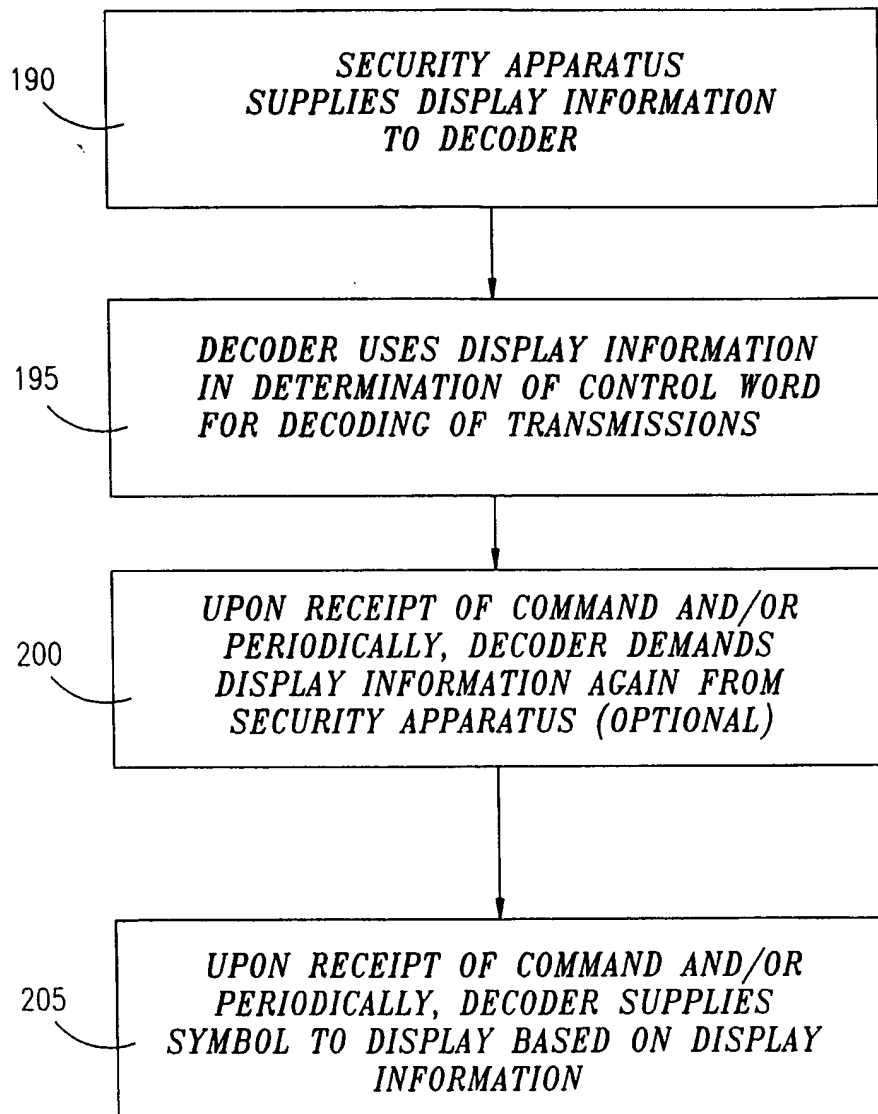 190
SECURITY APPARATUS
SUPPLIES DISPLAY INFORMATION
TO DECODER
195
DECODER USES DISPLAY INFORMATION
IN DETERMINATION OF CONTROL WORD
FOR DECODING OF TRANSMISSIONS
200
UPON RECEIPT OF COMMAND AND/OR
PERIODICALLY, DECODER DEMANDS
DISPLAY INFORMATION AGAIN FROM
SECURITY APPARATUS (OPTIONAL)
205
UPON RECEIPT OF COMMAND AND/OR
PERIODICALLY, DECODER SUPPLIES
SYMBOL TO DISPLAY BASED ON DISPLAY
INFORMATION